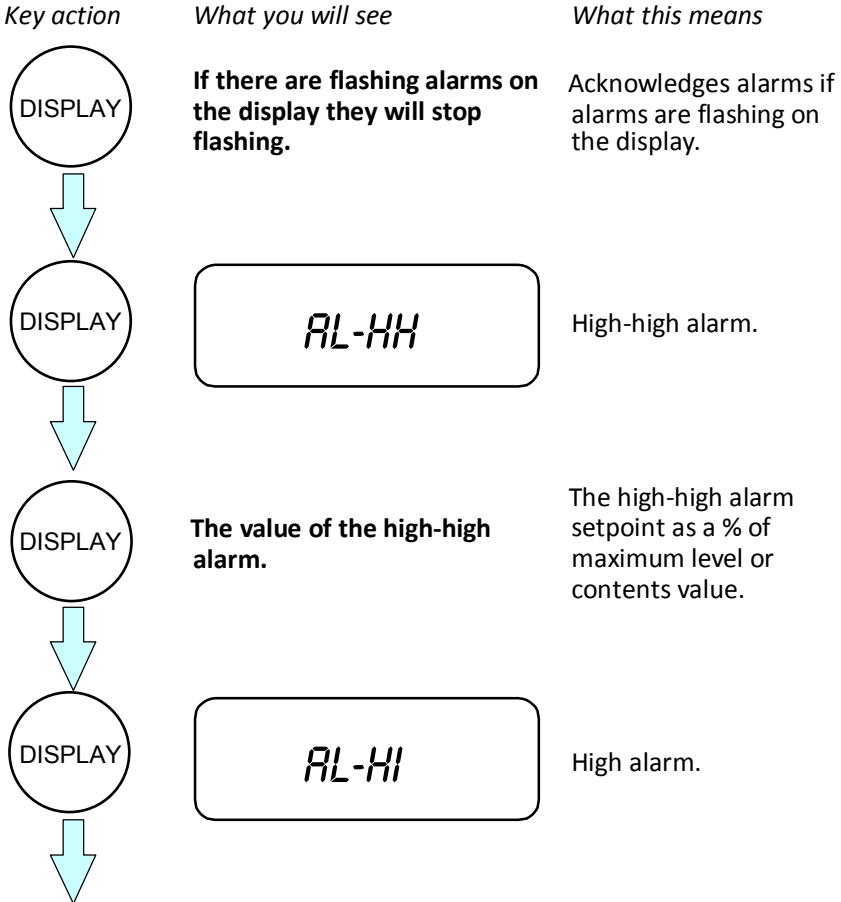 Key action What you will see What this means
DISPLAY
If there are flashing alarms on
the display they will stop
flashing.
Acknowledges alarms if
alarms are flashing on
the display.
DISPLAY
AL-HH
High-high alarm.
DISPLAY
The value of the high-high
alarm.
The high-high alarm
setpoint as a % of
maximum level or
contents value.
DISPLAY
AL-HI
High alarm.